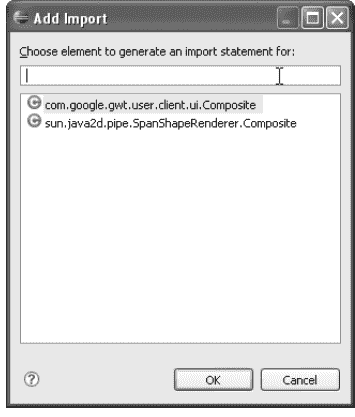 Add Import
Choose element to generate an import statement for:
com.google.gwt.user.client.ui.Composite
sun.java2d.pipe.SpanShapeRenderer.Composite
?
OK
Cancel